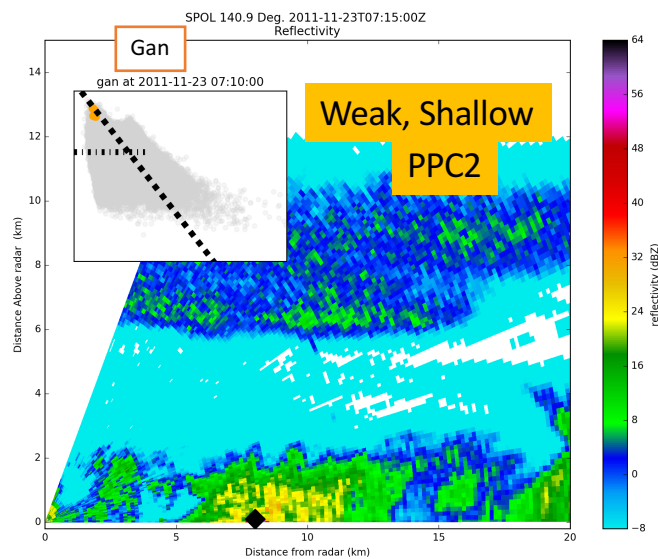 SPOL 140.9 Deg. 2011-11-23T07:15:00Z
Reflectivity
Gan
gan at 2011-11-23 07:10:00
Weak, Shallow
PPC2
Distance Above radar (km)
14
12
10
8
6
4
2
0
0
5
10
15
20
Distance from radar (km)
64
56
48
40
32
24
16
8
0
−8
reflectivity (dBZ)